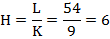 H = L/K = 54/9 = 6